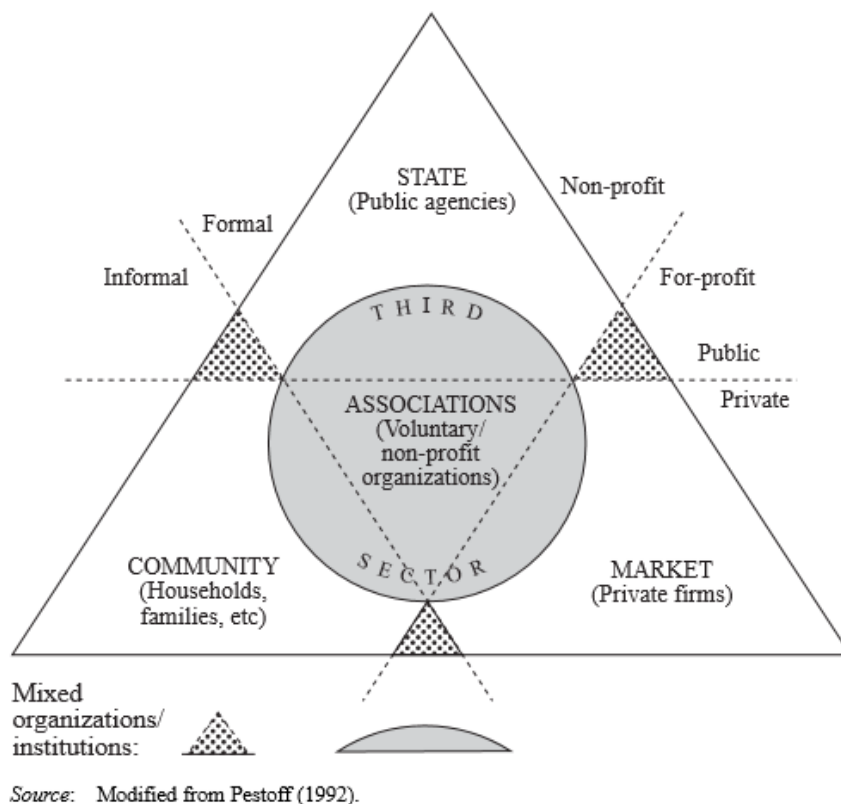 STATE
(Public agencies)
Non-profit
Formal
Informal
For-profit
THIRD
Public
Private
ASSOCIATIONS
(Voluntary/
non-profit
organizations)
SECTOR
COMMUNITY
(Households,
families, etc)
MARKET
(Private firms)
Mixed
organizations/
institutions:
Source: Modified from Pestoff (1992).